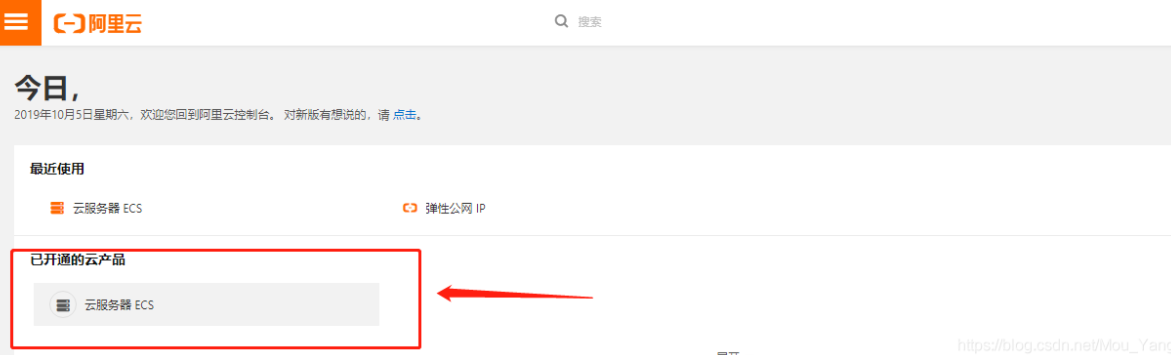 阿里云
搜索
今日，
2019年10月5日星期六，欢迎您回到阿里云控制台。 对新版有想说的，请 点击。
最近使用
云服务器 ECS
弹性公网 IP
已开通的云产品
云服务器 ECS
https://blog.csdn.net/Mou_Yang